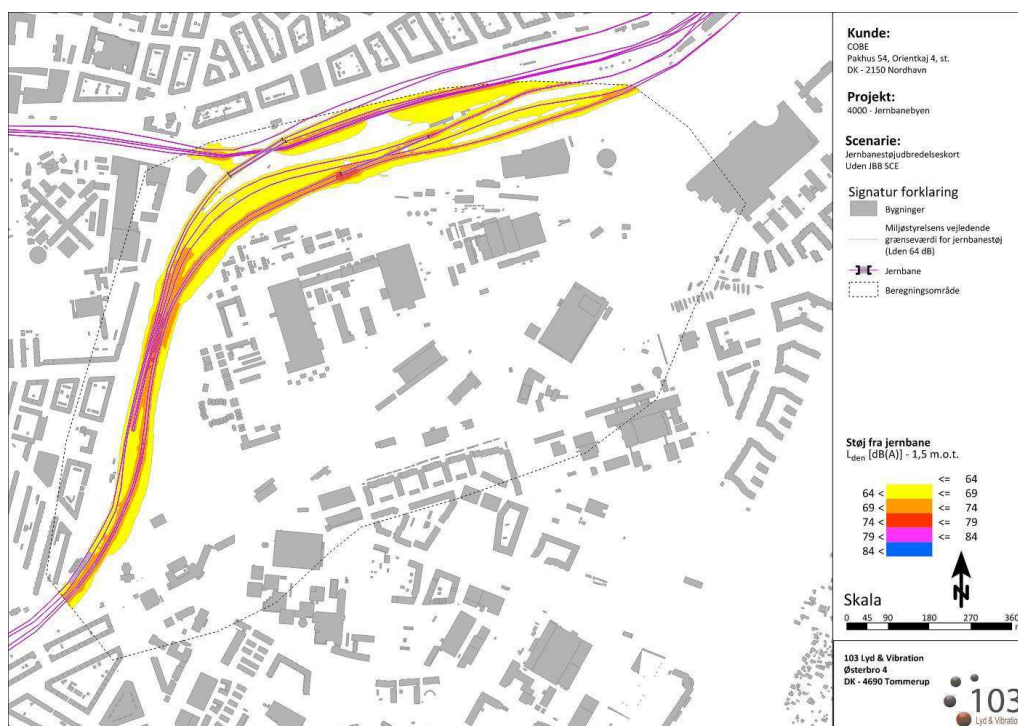 Kunde:
COBE
Pakhus 54, Orientkaj 4, st.
DK - 2150 Nordhavn
Projekt:
4000 - Jernbanebyen
Scenarie:
Jernbanestøjudbredelseskort
Uden JBB SCE
Signatur forklaring
Bygninger
Miljøstyrelsens vejledende
grænseværdi for jernbanestøj
(Lden 64 dB)
Jernbane
Beregningsområde
Støj fra jernbane
Lden [dB(A)] - 1,5 m.o.t.
<= 64
64 < <= 69
69 < <= 74
74 < <= 79
79 < <= 84
84 <
N
Skala
0 45 90 180 270 360
m
103 Lyd & Vibration
Østerbro 4
DK - 4690 Tommerup
103
Lyd & Vibration